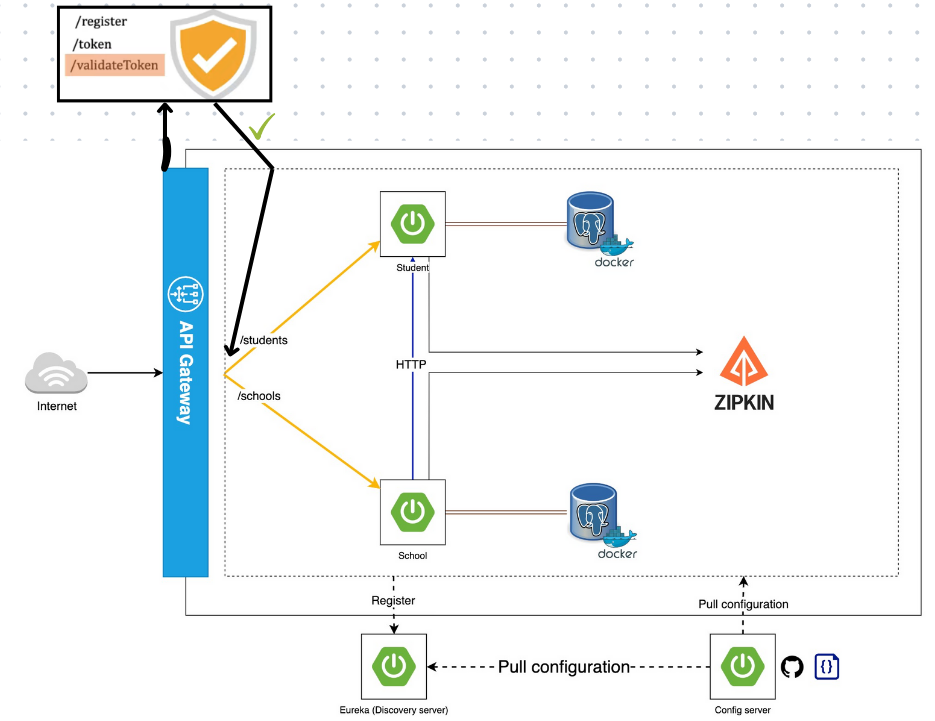 /register
/token
/validateToken
API Gateway
Internet
/students
/schools
Student
docker
HTTP
ZIPKIN
School
docker
Register
Pull configuration
Pull configuration
{}
Eureka (Discovery server)
Config server